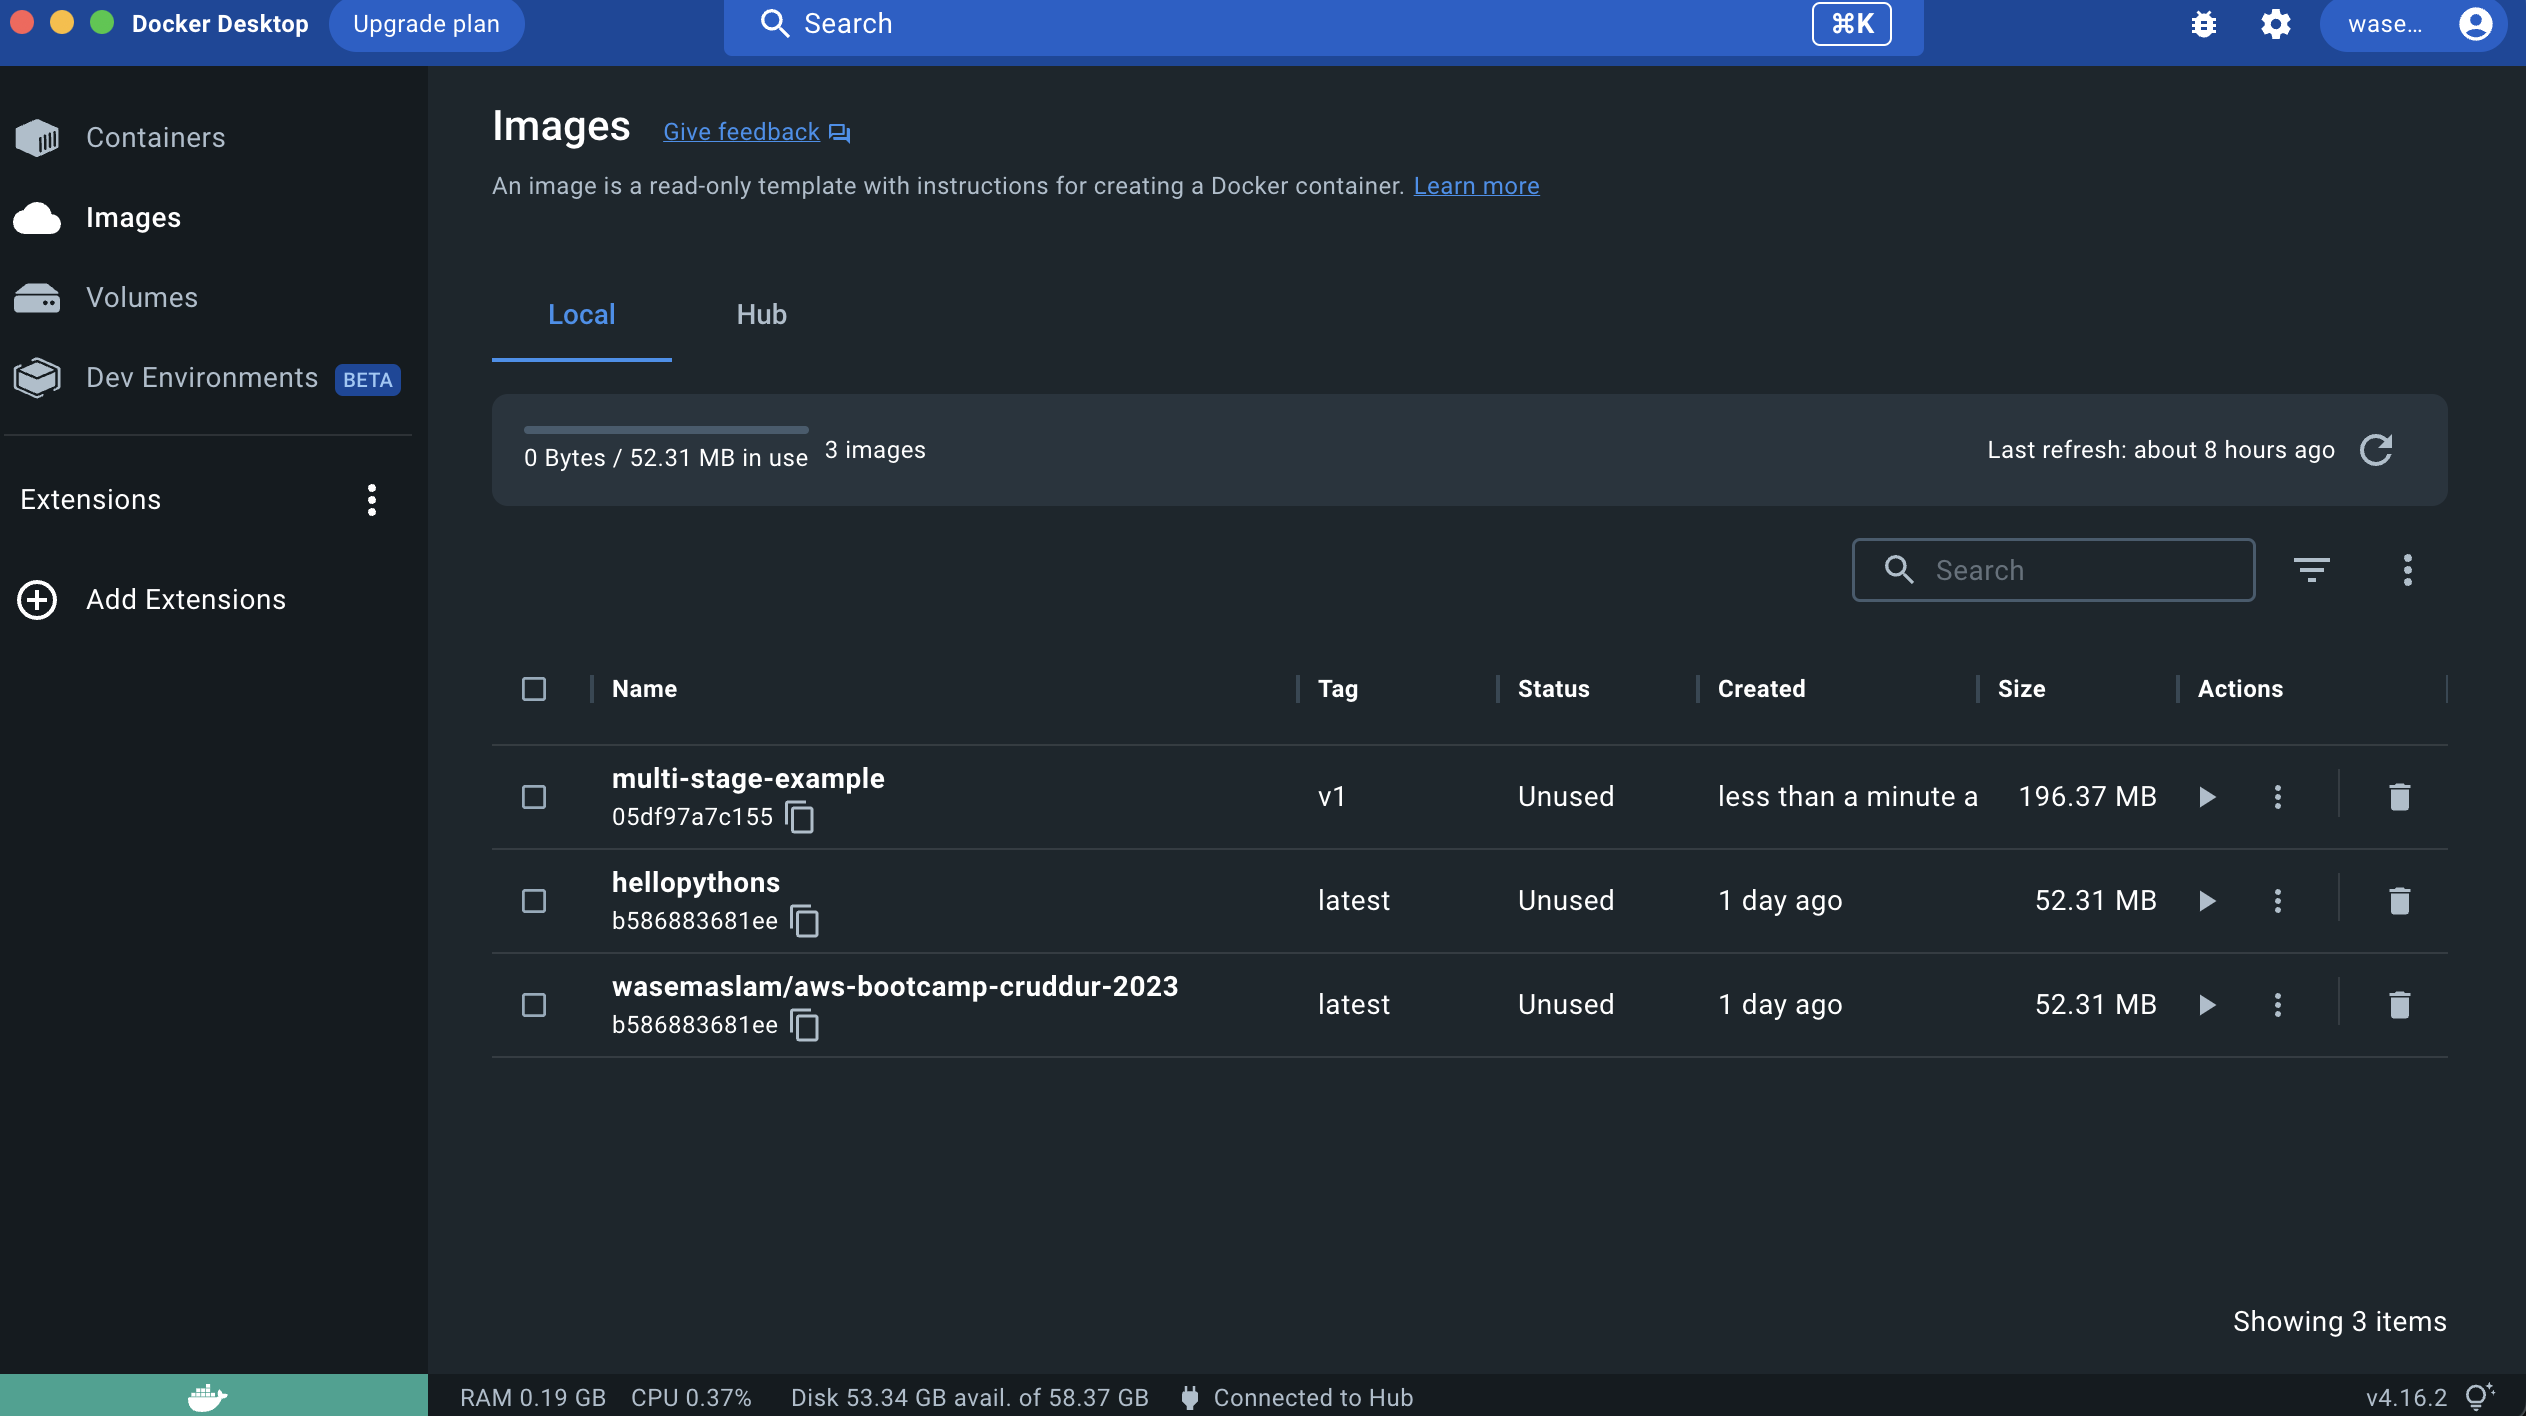 Docker Desktop Upgrade plan Search ⌘K wase...
Containers
Images
Volumes
Dev Environments BETA
Extensions
Add Extensions
Images Give feedback
An image is a read-only template with instructions for creating a Docker container. Learn more
Local Hub
0 Bytes / 52.31 MB in use 3 images Last refresh: about 8 hours ago
Search
Name Tag Status Created Size Actions
multi-stage-example
05df97a7c155 v1 Unused less than a minute a 196.37 MB
hellopythons
b586883681ee latest Unused 1 day ago 52.31 MB
wasemaslam/aws-bootcamp-cruddur-2023
b586883681ee latest Unused 1 day ago 52.31 MB
Showing 3 items
RAM 0.19 GB CPU 0.37% Disk 53.34 GB avail. of 58.37 GB Connected to Hub v4.16.2